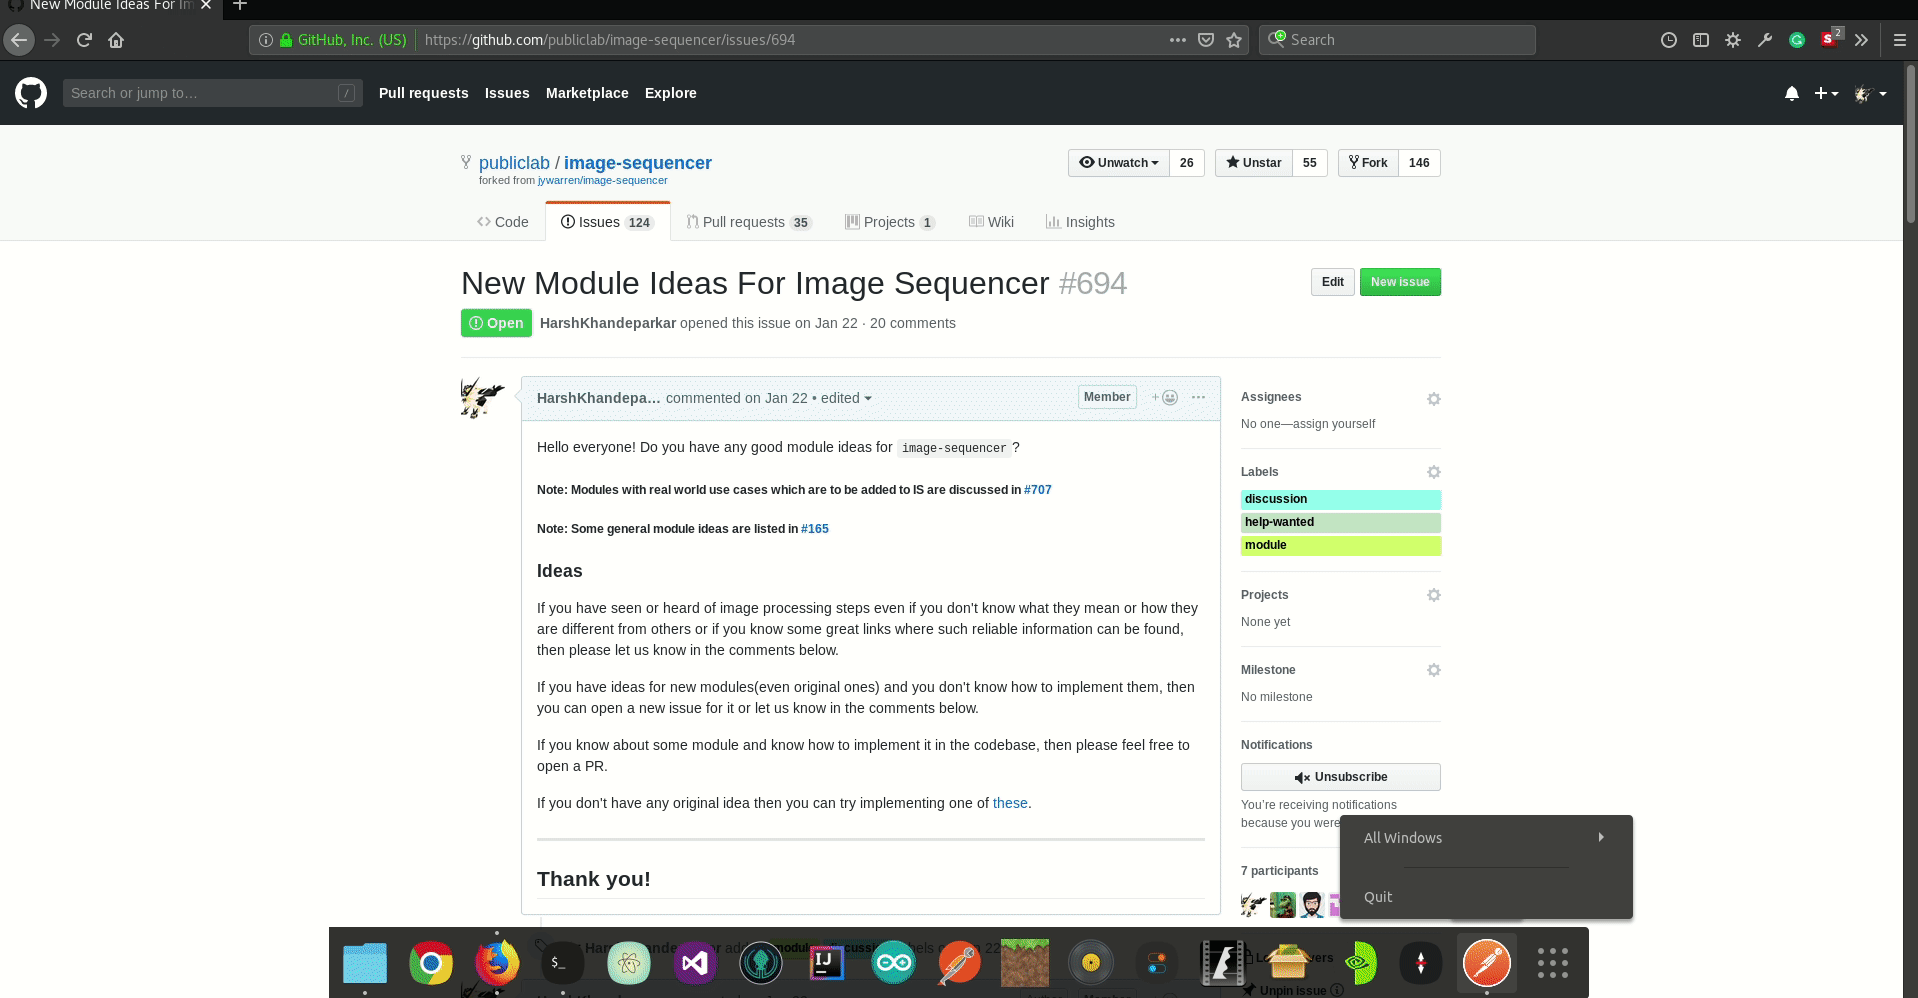 New Module Ideas For Im
GitHub, Inc. (US)
https://github.com/publiclab/image-sequencer/issues/694
Search
2
Search or jump to…
/
Pull requests
Issues
Marketplace
Explore
publiclab / image-sequencer
forked from jywarren/image-sequencer
Unwatch 26
Unstar 55
Fork 146
Code
Issues 124
Pull requests 35
Projects 1
Wiki
Insights
New Module Ideas For Image Sequencer #694
Edit
New issue
Open
HarshKhandeparkar opened this issue on Jan 22 · 20 comments
HarshKhandepa… commented on Jan 22 • edited
Member
Hello everyone! Do you have any good module ideas for image-sequencer?
Note: Modules with real world use cases which are to be added to IS are discussed in #707
Note: Some general module ideas are listed in #165
Ideas
If you have seen or heard of image processing steps even if you don't know what they mean or how they
are different from others or if you know some great links where such reliable information can be found,
then please let us know in the comments below.
If you have ideas for new modules(even original ones) and you don't know how to implement them, then
you can open a new issue for it or let us know in the comments below.
If you know about some module and know how to implement it in the codebase, then please feel free to
open a PR.
If you don't have any original idea then you can try implementing one of these.
Thank you!
Assignees
No one—assign yourself
Labels
discussion
help-wanted
module
Projects
None yet
Milestone
No milestone
Notifications
Unsubscribe
You're receiving notifications
because you were
7 participants
All Windows
Quit
IJ
Unpin issue